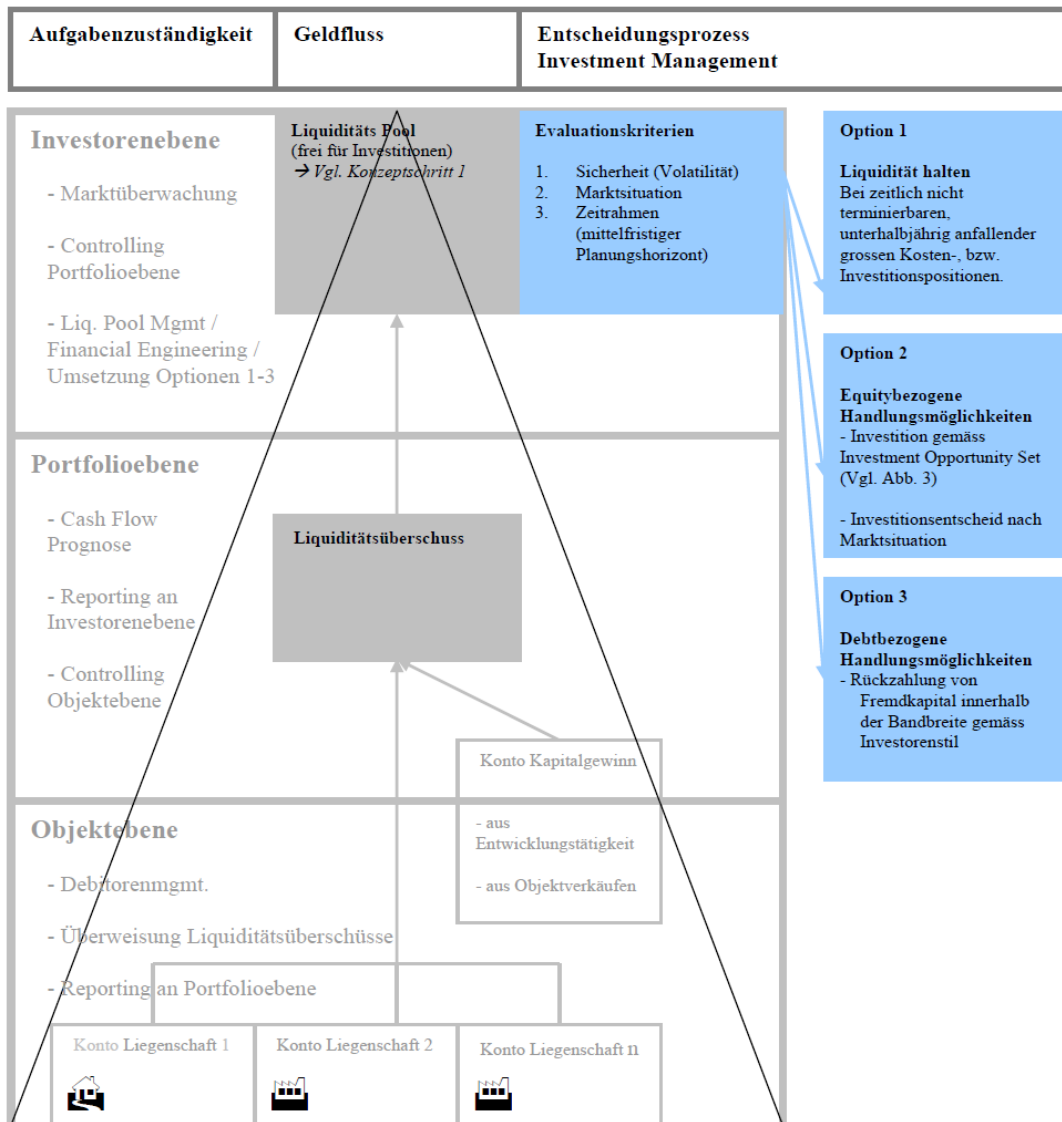 Aufgabenzuständigkeit
Geldfluss
Entscheidungsprozess
Investment Management
Investorenebene
- Marktüberwachung
- Controlling
Portfolioebene
- Liq. Pool Mgmt /
Financial Engineering /
Umsetzung Optionen 1-3
Liquiditäts Pool
(frei für Investitionen)
→ Vgl. Konzeptschritt 1
Evaluationskriterien
1. Sicherheit (Volatilität)
2. Marktsituation
3. Zeitrahmen
(mittelfristiger
Planungshorizont)
Option 1
Liquidität halten
Bei zeitlich nicht
terminierbaren,
unterhalbjährig anfallender
grossen Kosten-, bzw.
Investitionspositionen.
Option 2
Equitybezogene
Handlungsmöglichkeiten
- Investition gemäss
Investment Opportunity Set
(Vgl. Abb. 3)
- Investitionsentscheid nach
Marktsituation
Option 3
Debtbezogene
Handlungsmöglichkeiten
- Rückzahlung von
Fremdkapital innerhalb
der Bandbreite gemäss
Investorenstil
Portfolioebene
- Cash Flow
Prognose
- Reporting an
Investorenebene
- Controlling
Objektebene
Liquiditätsüberschuss
Konto Kapitalgewinn
- aus
Entwicklungstätigkeit
- aus Objektverkäufen
Objektebene
- Debitorenmgmt.
- Überweisung Liquiditätsüberschüsse
- Reporting an Portfolioebene
Konto Liegenschaft 1
Konto Liegenschaft 2
Konto Liegenschaft n